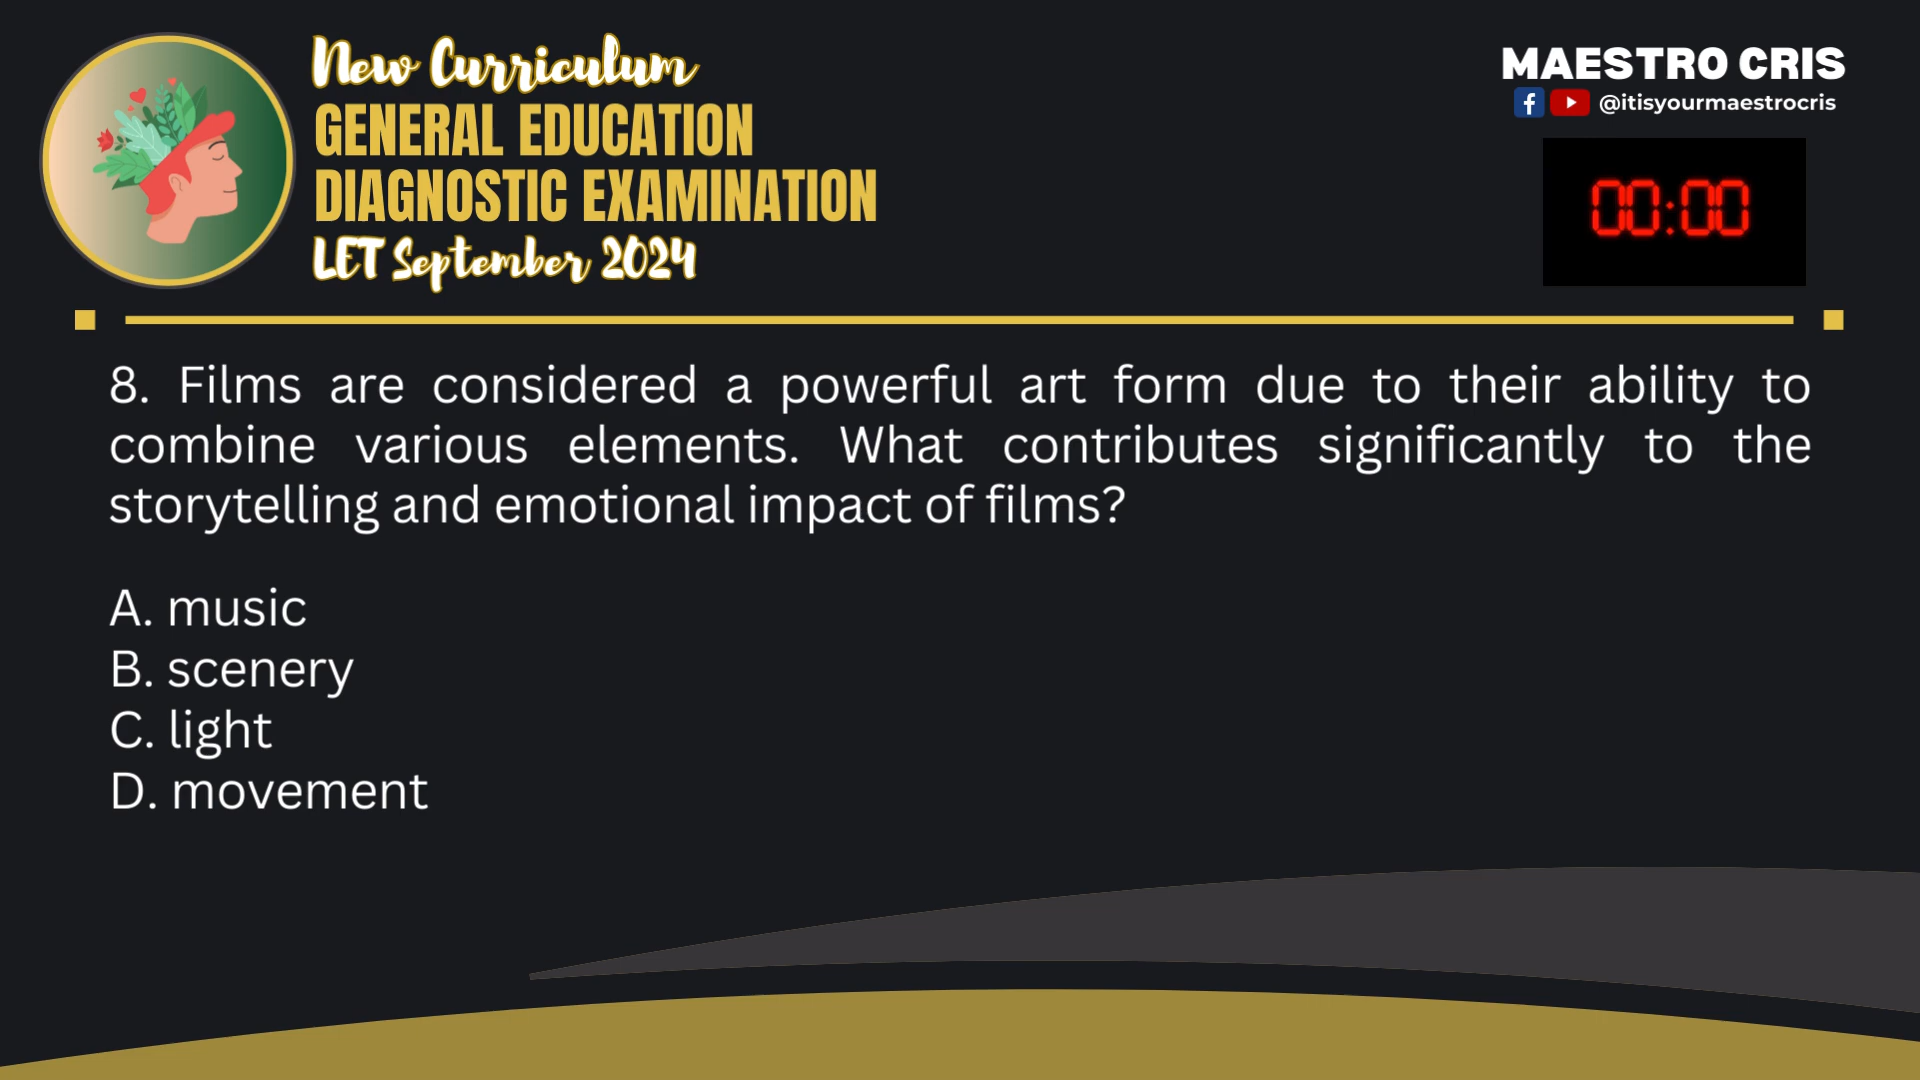 New Curriculum
GENERAL EDUCATION
DIAGNOSTIC EXAMINATION
LET September 2024
MAESTRO CRIS
@itisyourmaestrocris
00:00
8. Films are considered a powerful art form due to their ability to
combine various elements. What contributes significantly to the
storytelling and emotional impact of films?
A. music
B. scenery
C. light
D. movement